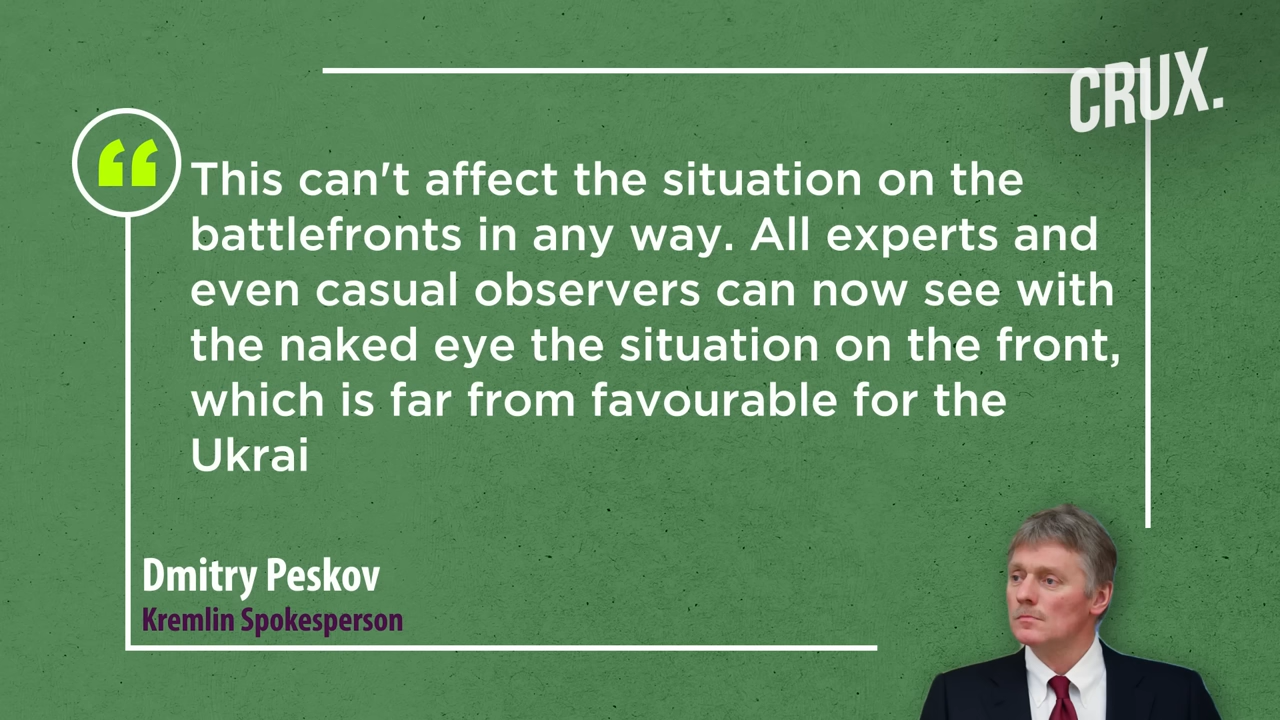 CRUX.
“
This can't affect the situation on the
battlefronts in any way. All experts and
even casual observers can now see with
the naked eye the situation on the front,
which is far from favourable for the
Ukrai
Dmitry Peskov
Kremlin Spokesperson